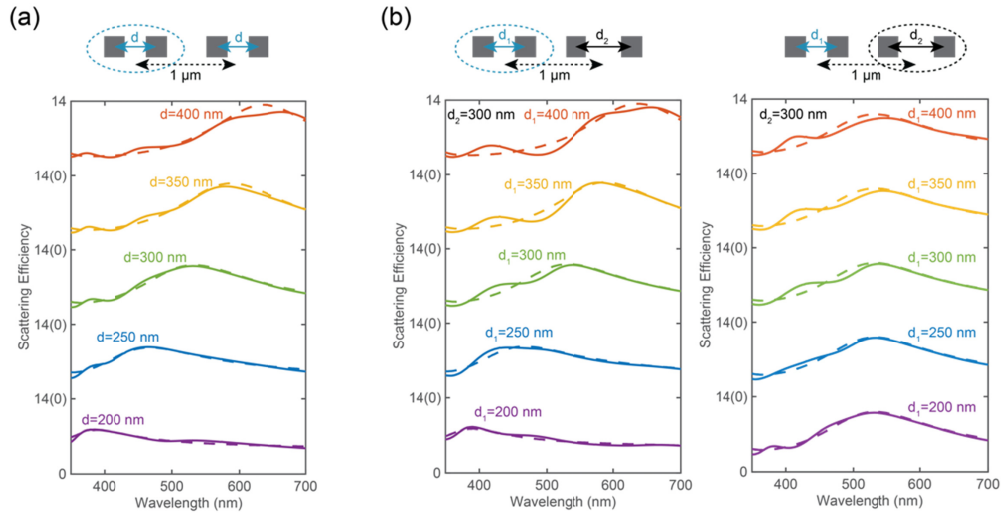 (a)
d
d
1 μm
14
d=400 nm
14(0)
d=350 nm
14(0)
d=300 nm
14(0)
d=250 nm
14(0)
d=200 nm
0
Scattering Efficiency
400 500 600 700
Wavelength (nm)
(b)
d₁
d₂
1 μm
14
d₂=300 nm d₁=400 nm
14(0)
d₁=350 nm
14(0)
d₁=300 nm
14(0)
d₁=250 nm
14(0)
d₁=200 nm
0
Scattering Efficiency
400 500 600 700
Wavelength (nm)
d₁
d₂
1 μm
14
d₂=300 nm d₁=400 nm
14(0)
d₁=350 nm
14(0)
d₁=300 nm
14(0)
d₁=250 nm
14(0)
d₁=200 nm
0
400 500 600 700
Wavelength (nm)